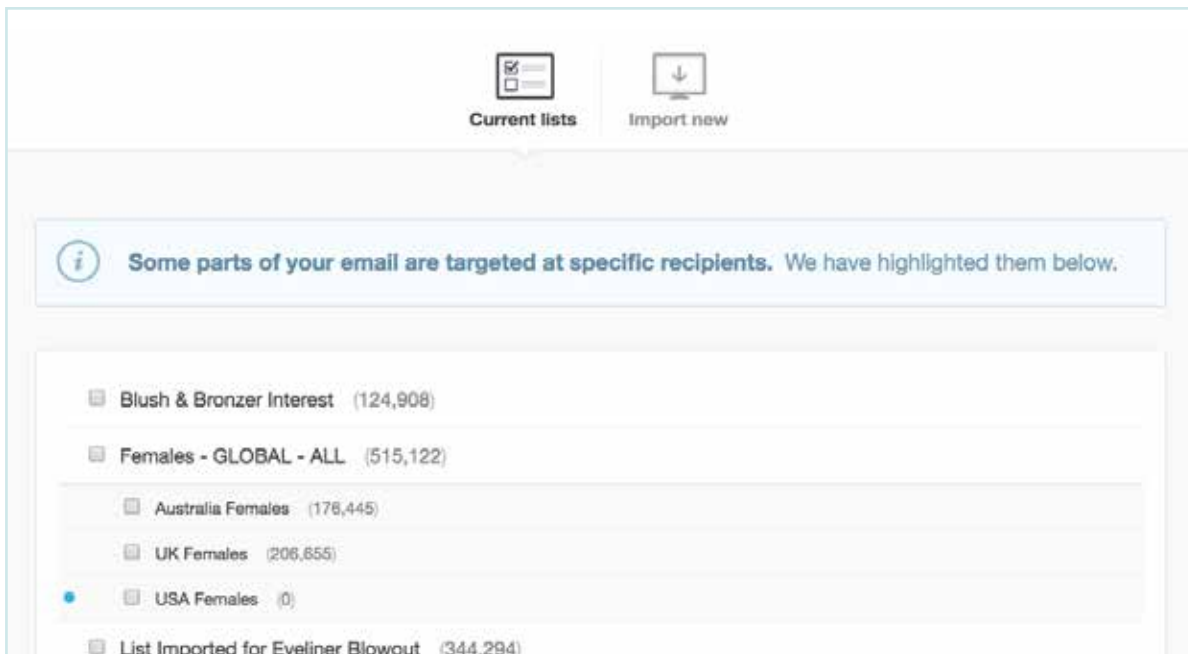 Current lists
Import new
Some parts of your email are targeted at specific recipients. We have highlighted them below.
Blush & Bronzer Interest (124,908)
Females - GLOBAL - ALL (515,122)
Australia Females (176,445)
UK Females (206,655)
USA Females (0)
List Imported for Eyeliner Blowout (344,294)